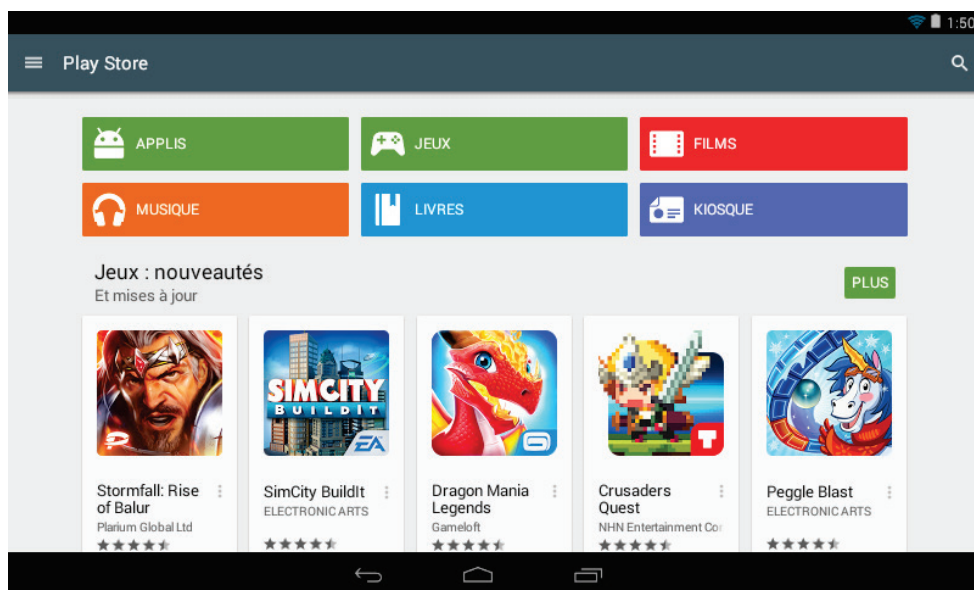 1:50
Play Store
APPLIS
JEUX
FILMS
MUSIQUE
LIVRES
KIOSQUE
Jeux : nouveautés
Et mises à jour
PLUS
SIMCITY
BUILDIT
EA
Stormfall: Rise
of Balur
Plarium Global Ltd
SimCity BuildIt
ELECTRONIC ARTS
Dragon Mania
Legends
Gameloft
Crusaders
Quest
NHN Entertainment Cor
Peggle Blast
ELECTRONIC ARTS